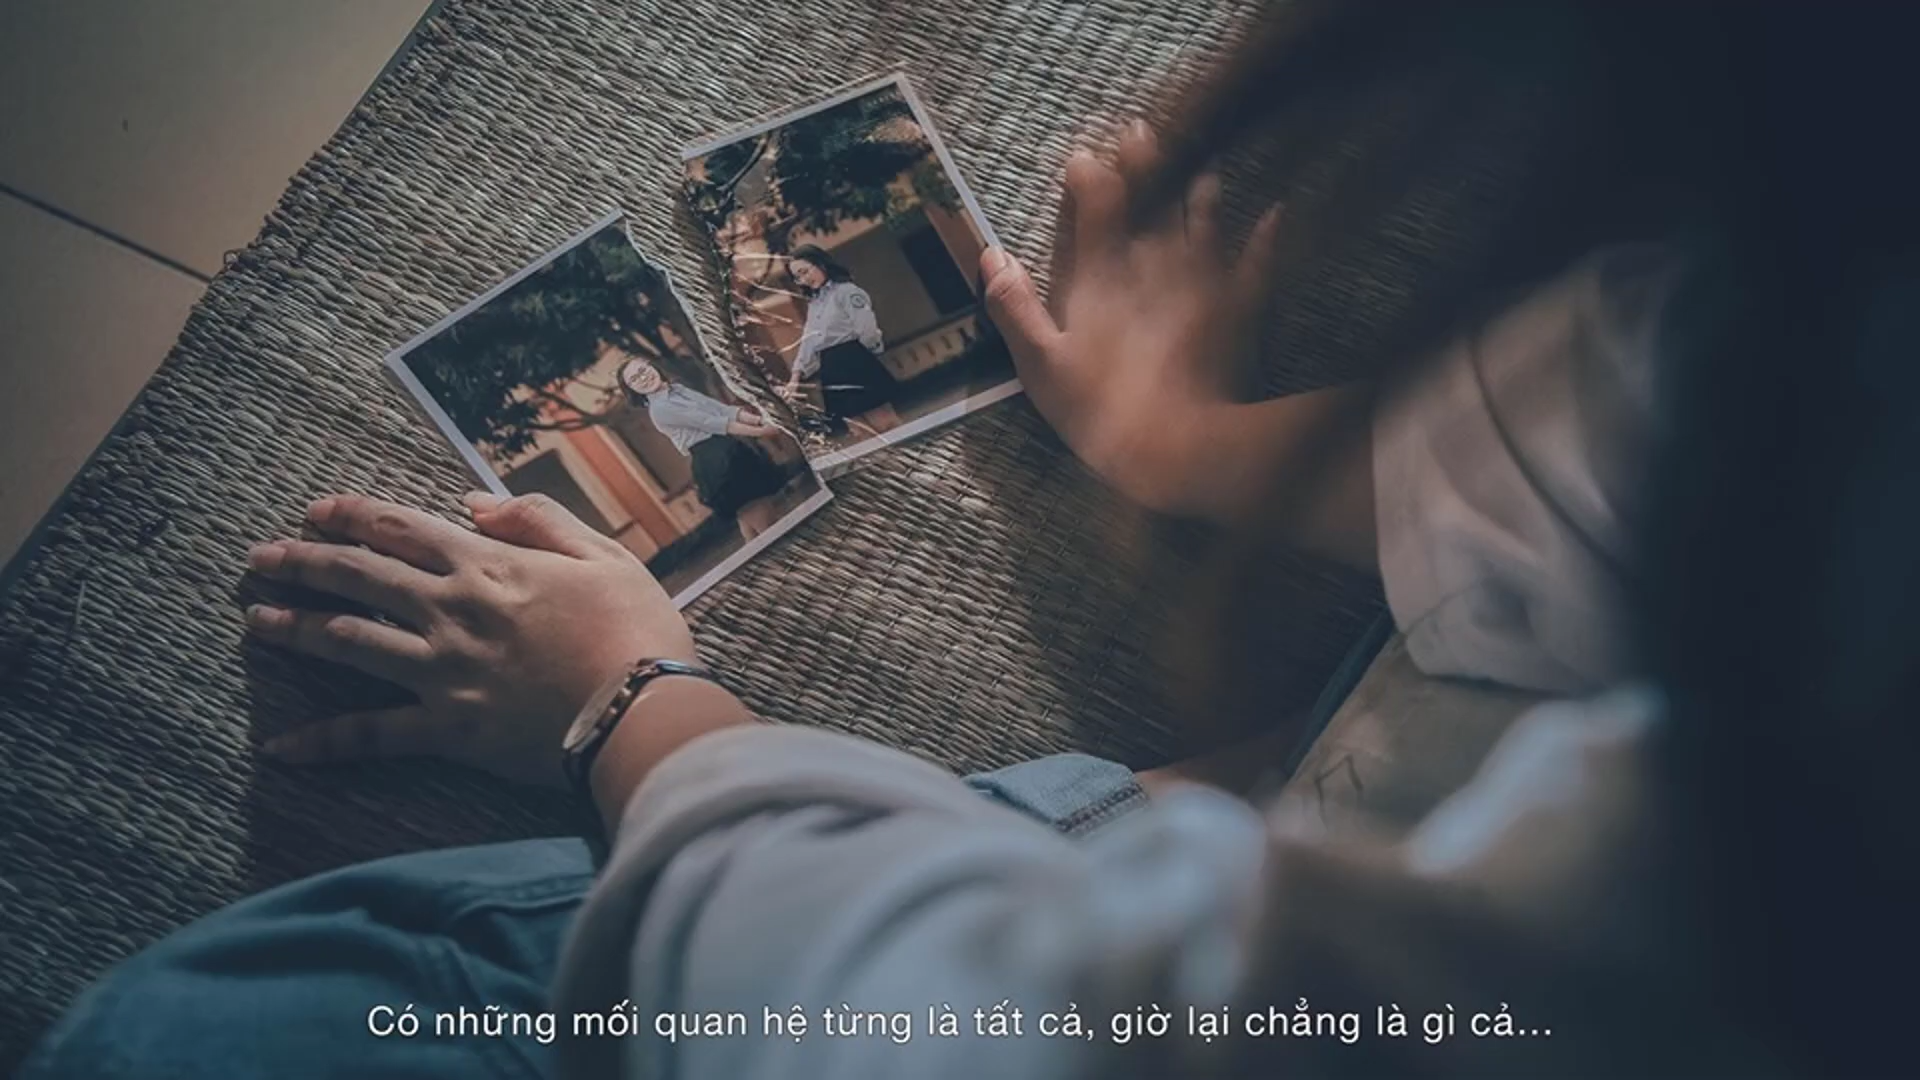 Có những mối quan hệ từng là tất cả, giờ lại chẳng là gì cả...